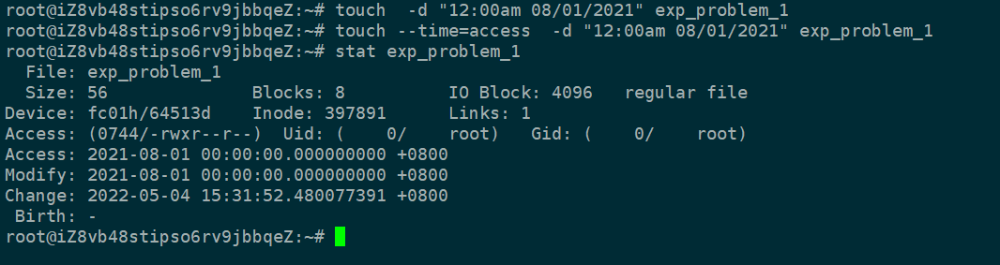 root@iZ8vb48stipso6rv9jbbqeZ:~# touch  -d "12:00am 08/01/2021" exp_problem_1
root@iZ8vb48stipso6rv9jbbqeZ:~# touch --time=access  -d "12:00am 08/01/2021" exp_problem_1
root@iZ8vb48stipso6rv9jbbqeZ:~# stat exp_problem_1
  File: exp_problem_1
  Size: 56              Blocks: 8          IO Block: 4096   regular file
Device: fc01h/64513d    Inode: 397891      Links: 1
Access: (0744/-rwxr--r--)  Uid: (    0/    root)   Gid: (    0/    root)
Access: 2021-08-01 00:00:00.000000000 +0800
Modify: 2021-08-01 00:00:00.000000000 +0800
Change: 2022-05-04 15:31:52.480077391 +0800
 Birth: -
root@iZ8vb48stipso6rv9jbbqeZ:~#